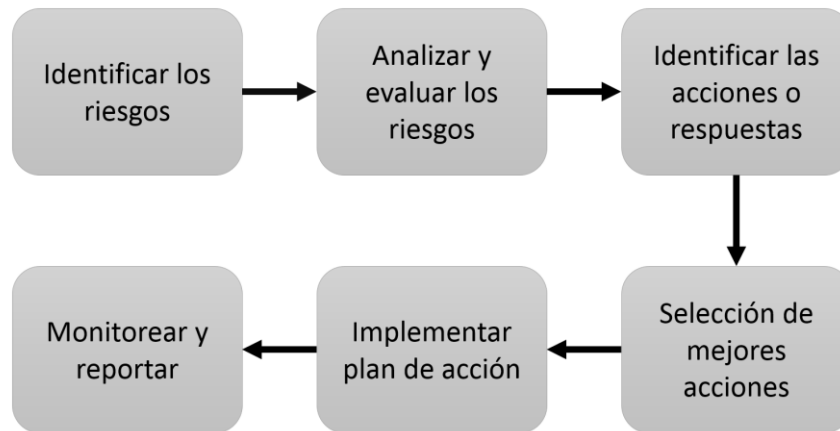 Identificar los
riesgos
Analizar y
evaluar los
riesgos
Identificar las
acciones o
respuestas
Selección de
mejores
acciones
Implementar
plan de acción
Monitorear y
reportar